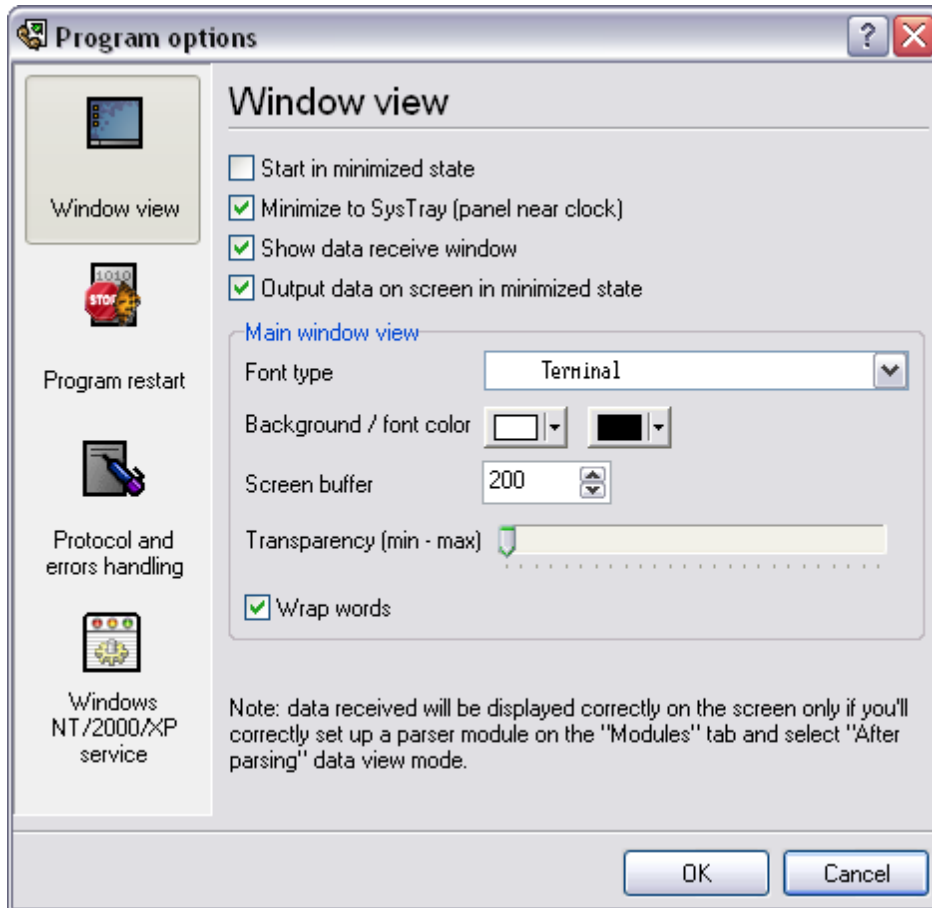 Program options
Window view
Window view
Start in minimized state
Minimize to SysTray (panel near clock)
Show data receive window
Output data on screen in minimized state
Main window view
Font type
Terminal
Background / font color
Screen buffer
200
Transparency (min - max)
Wrap words
1010
STOP
Program restart
Protocol and
errors handling
Windows
NT/2000/XP
service
Note: data received will be displayed correctly on the screen only if you'll
correctly set up a parser module on the "Modules" tab and select "After
parsing" data view mode.
OK
Cancel